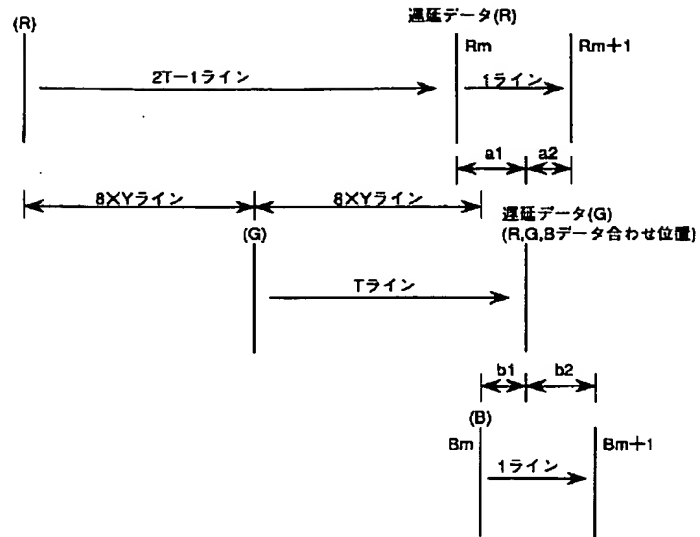 (R)
遅延データ(R)
Rm
Rm+1
2T−1ライン
1ライン
a1
a2
8×Yライン
8×Yライン
(G)
遅延データ(G)
(R,G,Bデータ合わせ位置)
Tライン
b1
b2
(B)
Bm
Bm+1
1ライン